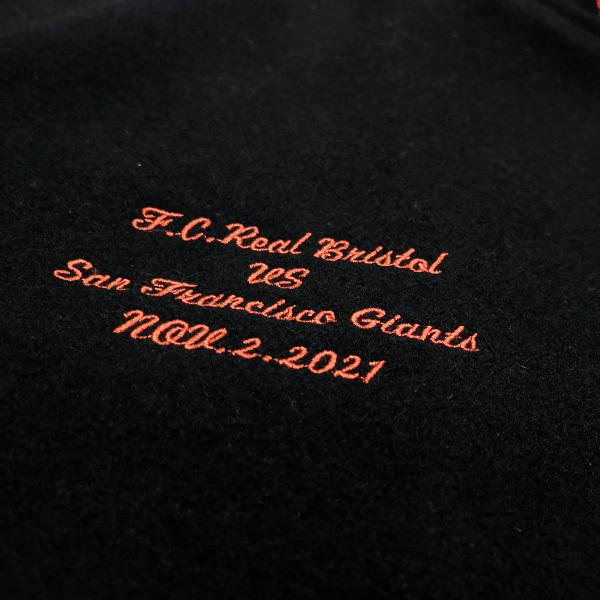 F.C.Real Bristol
VS
San Francisco Giants
NOV.2.2021